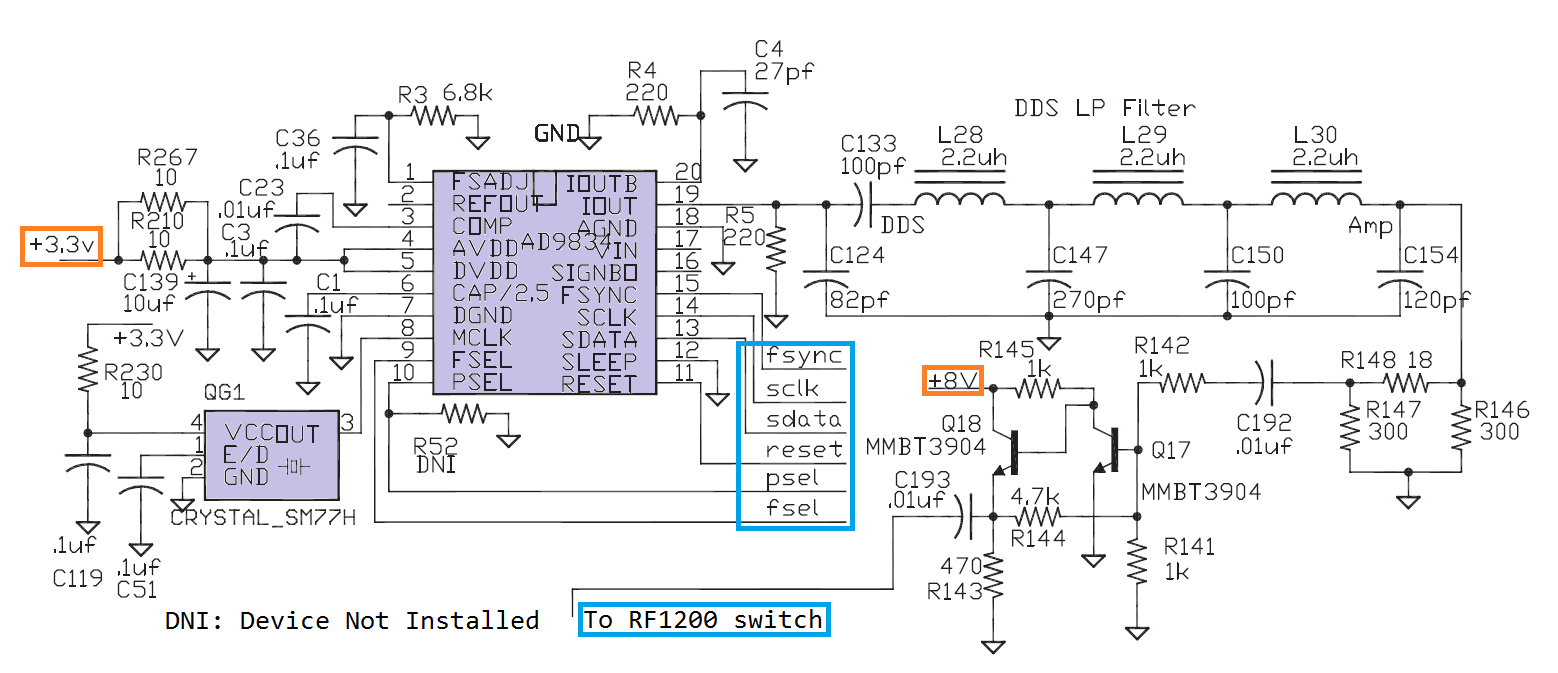 C4
27pf
R4
220
R3 6.8k
GND
C36
.1uf
DDS LP Filter
L28
2.2uh
L29
2.2uh
L30
2.2uh
C133
100pf
DDS
Amp
R267
10
R210
10
C23
.01uf
C3
.1uf
+3.3v
C139
10uf
+
C1
.1uf
1
2
3
4
5
6
7
8
9
10
FSADJ
REFOUT
COMP
AVDD
DVDD
CAP/2.5
DGND
MCLK
FSEL
PSEL
AD9834
IOUTB
IOUT
AGND
VIN
SIGNBO
FSYNC
SCLK
SDATA
SLEEP
RESET
20
19
18
17
16
15
14
13
12
11
R5
220
C124
82pf
C147
270pf
C150
100pf
C154
120pf
+3.3V
R230
10
QG1
4
1
2
3
VCCOUT
E/D
GND
CRYSTAL_SM77H
.1uf
C119
.1uf
C51
R52
DNI
fsync
sclk
sdata
reset
psel
fsel
+8V
R145
1k
Q18
MMBT3904
Q17
MMBT3904
R142
1k
C192
.01uf
R148 18
R147
300
R146
300
C193
.01uf
4.7k
R144
470
R143
R141
1k
DNI: Device Not Installed
To RF1200 switch